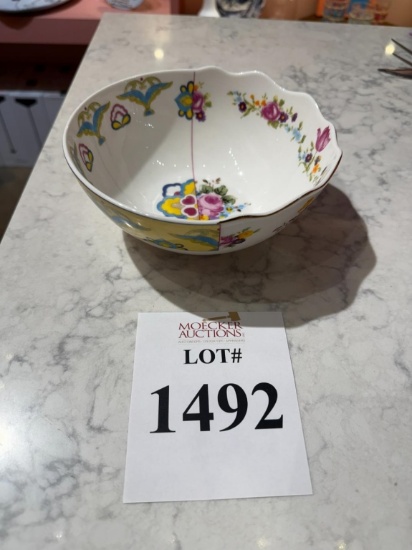 MOECKER
AUCTIONS
LOT#
1492